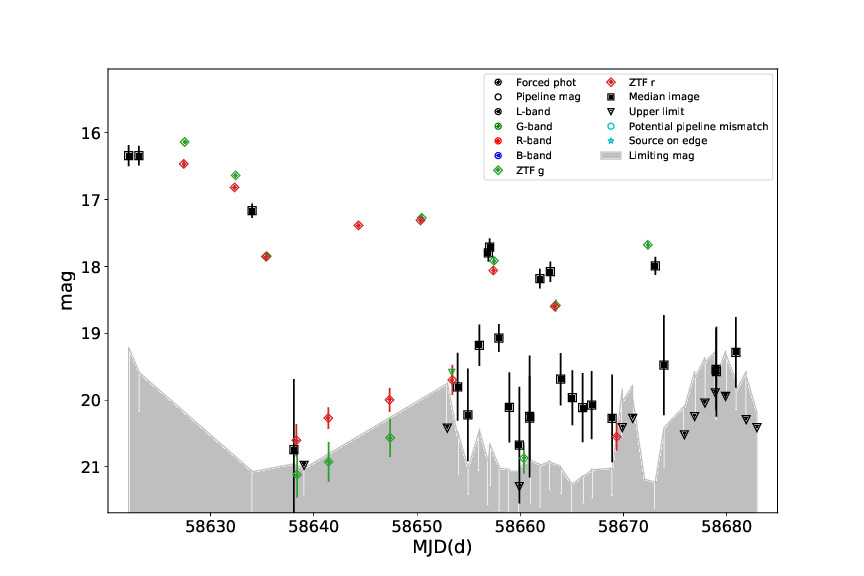 Forced phot
Pipeline mag
L-band
G-band
R-band
B-band
ZTF g
ZTF r
Median image
Upper limit
Potential pipeline mismatch
Source on edge
Limiting mag
mag
16
17
18
19
20
21
58630 58640 58650 58660 58670 58680
MJD(d)